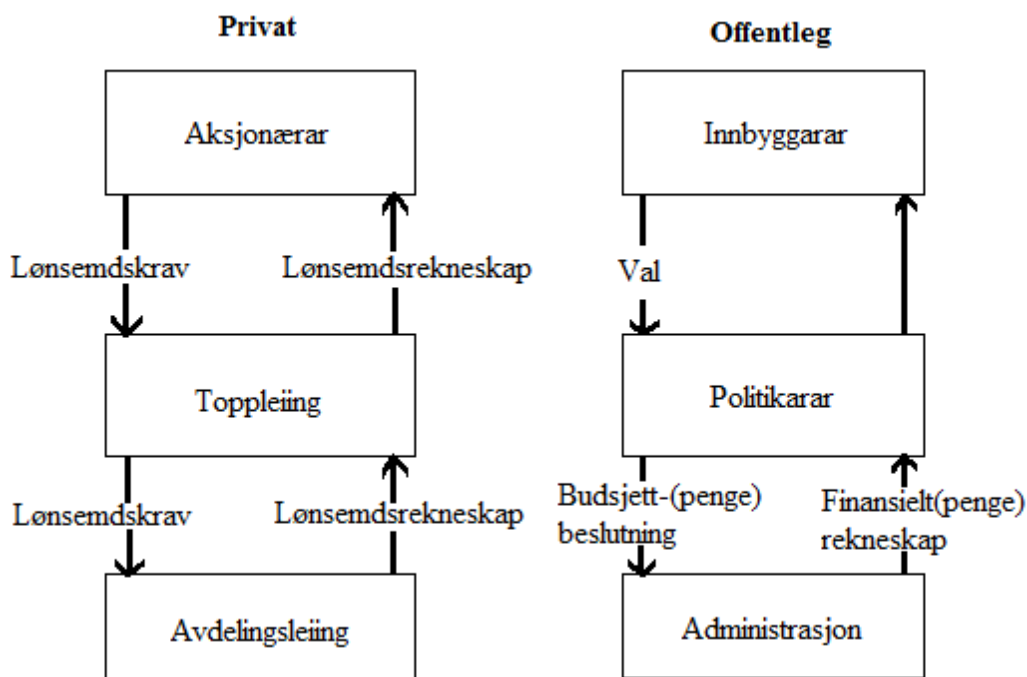 Privat
Aksjonærar
Lønsemdskrav
Lønsemdsrekneskap
Toppleiing
Lønsemdskrav
Lønsemdsrekneskap
Avdelingsleiing
Offentleg
Innbyggarar
Val
Politikarar
Budsjett-(penge)
beslutning
Finansielt(penge)
rekneskap
Administrasjon